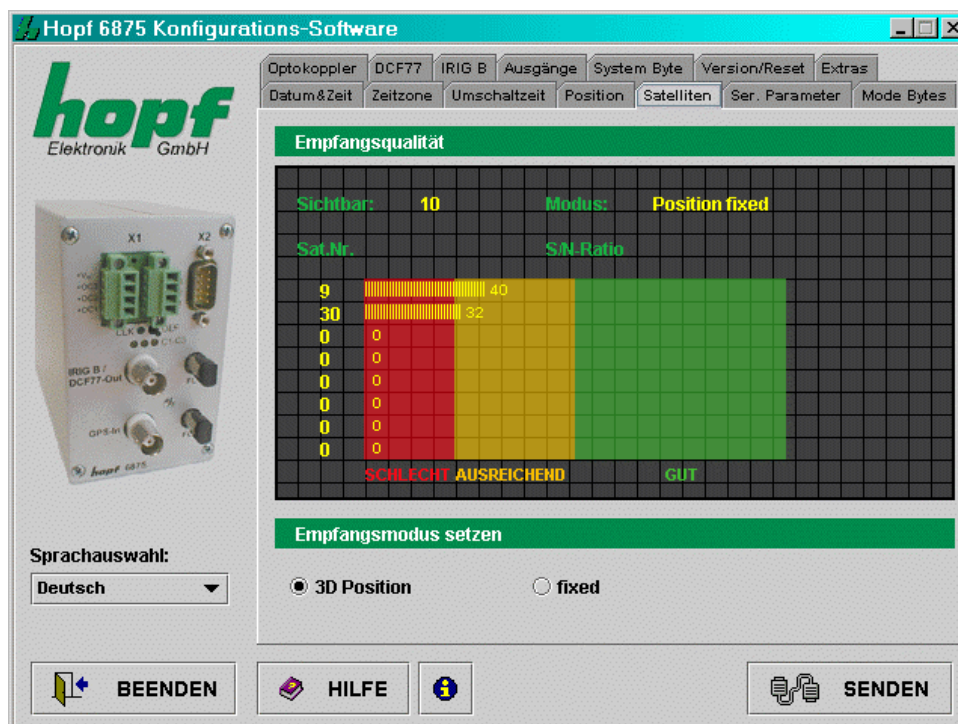 Hopf 6875 Konfigurations-Software
hopf
Elektronik GmbH
Optokoppler DCF77 IRIG B Ausgänge System Byte Version/Reset Extras
Datum&Zeit Zeitzone Umschaltzeit Position Satelliten Ser. Parameter Mode Bytes
Empfangsqualität
Sichtbar: 10 Modus: Position fixed
Sat.Nr. S/N-Ratio
9 40
30 32
0 0
0 0
0 0
0 0
0 0
0 0
SCHLECHT AUSREICHEND GUT
X1 X2
CLK
C1-C3
IRIG B /
DCF77-Out
GPS-In
hopf 6875
Empfangsmodus setzen
3D Position fixed
Sprachauswahl:
Deutsch
BEENDEN HILFE SENDEN